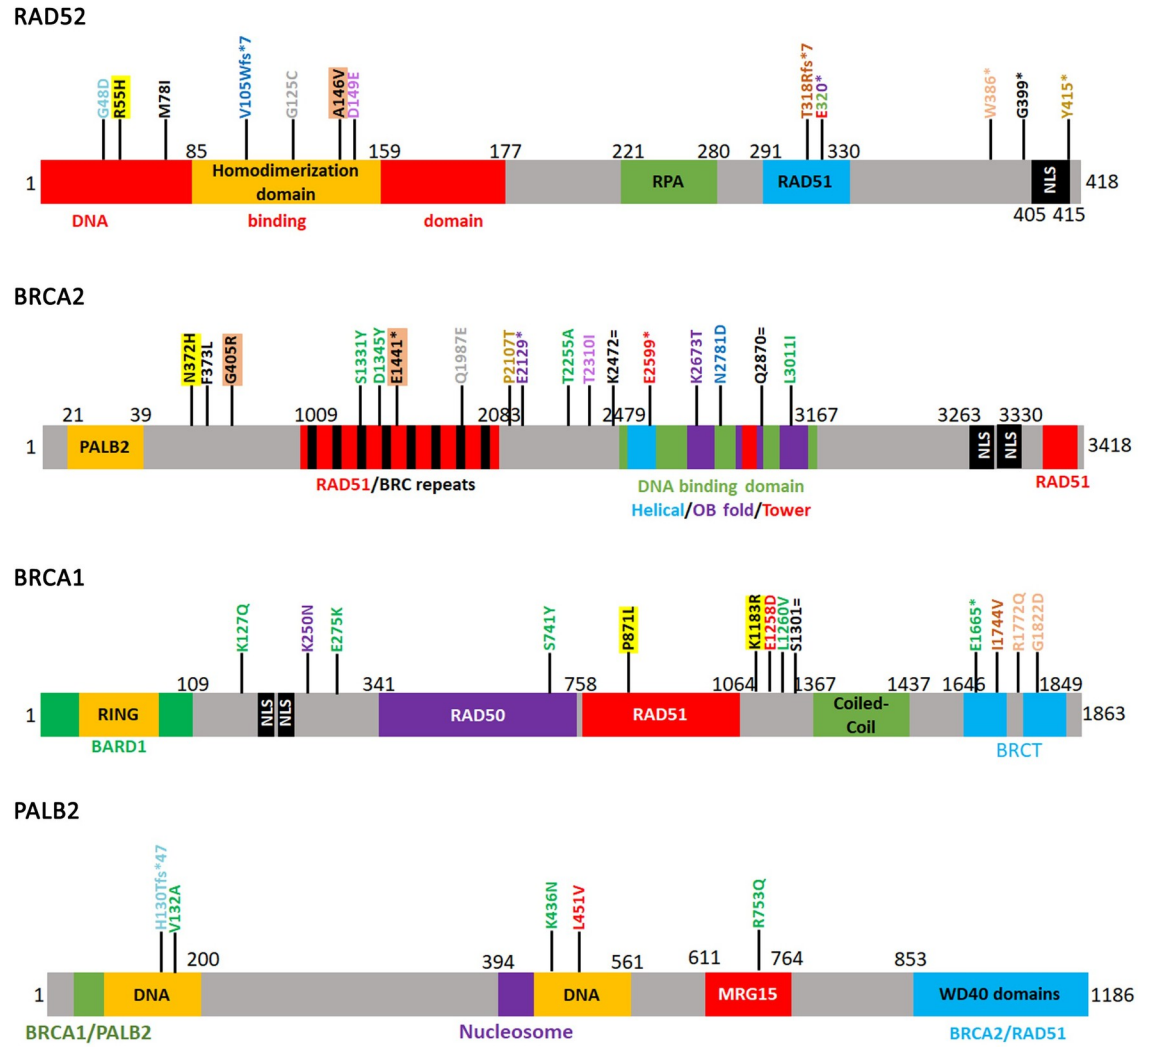 RAD52
G48D R55H M78I V105Wfs*7 G125C A146V D149E T318Rfs*7 E320* W386* G399* Y415*
85 159 177 221 280 291 330
1 Homodimerization domain RPA RAD51 NLS 418
405 415
DNA binding domain
BRCA2
N372H F373L G405R S1331Y D1345Y E1441* Q1987E P2107T E2129* T2255A T2310I K2472= E2599* K2673T N2781D Q2870= L3011I
21 39 1009 2083 2479 3167 3263 3330
1 PALB2 NLS NLS 3418
RAD51/BRC repeats DNA binding domain RAD51
Helical/OB fold/Tower
BRCA1
K127Q K250N E275K S741Y P871L K1183R E1258D L1260V S1301= E1665* I1744V R1772Q G1822D
109 341 758 1064 1367 1437 1646 1849
1 RING NLS NLS RAD50 RAD51 Coiled-Coil 1863
BARD1 BRCT
PALB2
H130Tfs*47 V132A K436N L451V R753Q
200 394 561 611 764 853
1 DNA DNA MRG15 WD40 domains 1186
BRCA1/PALB2 Nucleosome BRCA2/RAD51